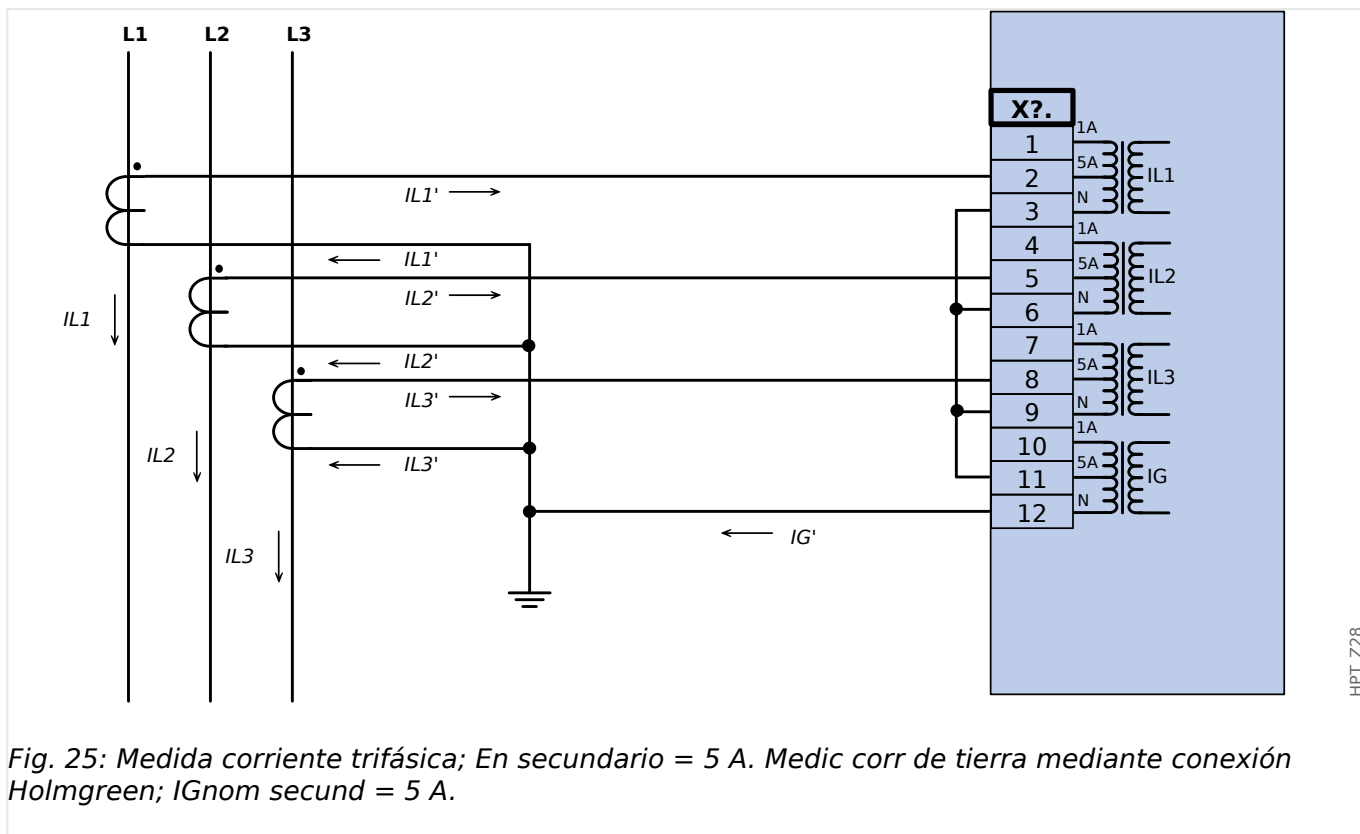 L1 L2 L3
X?.
1
2
3
4
5
6
7
8
9
10
11
12
1A
5A
N
IL1
1A
5A
N
IL2
1A
5A
N
IL3
1A
5A
N
IG
IL1'
IL1'
IL2'
IL2'
IL3'
IL3'
IG'
IL1
IL2
IL3
HPT_Z28
Fig. 25: Medida corriente trifásica; En secundario = 5 A. Medic corr de tierra mediante conexión
Holmgreen; IGnom secund = 5 A.